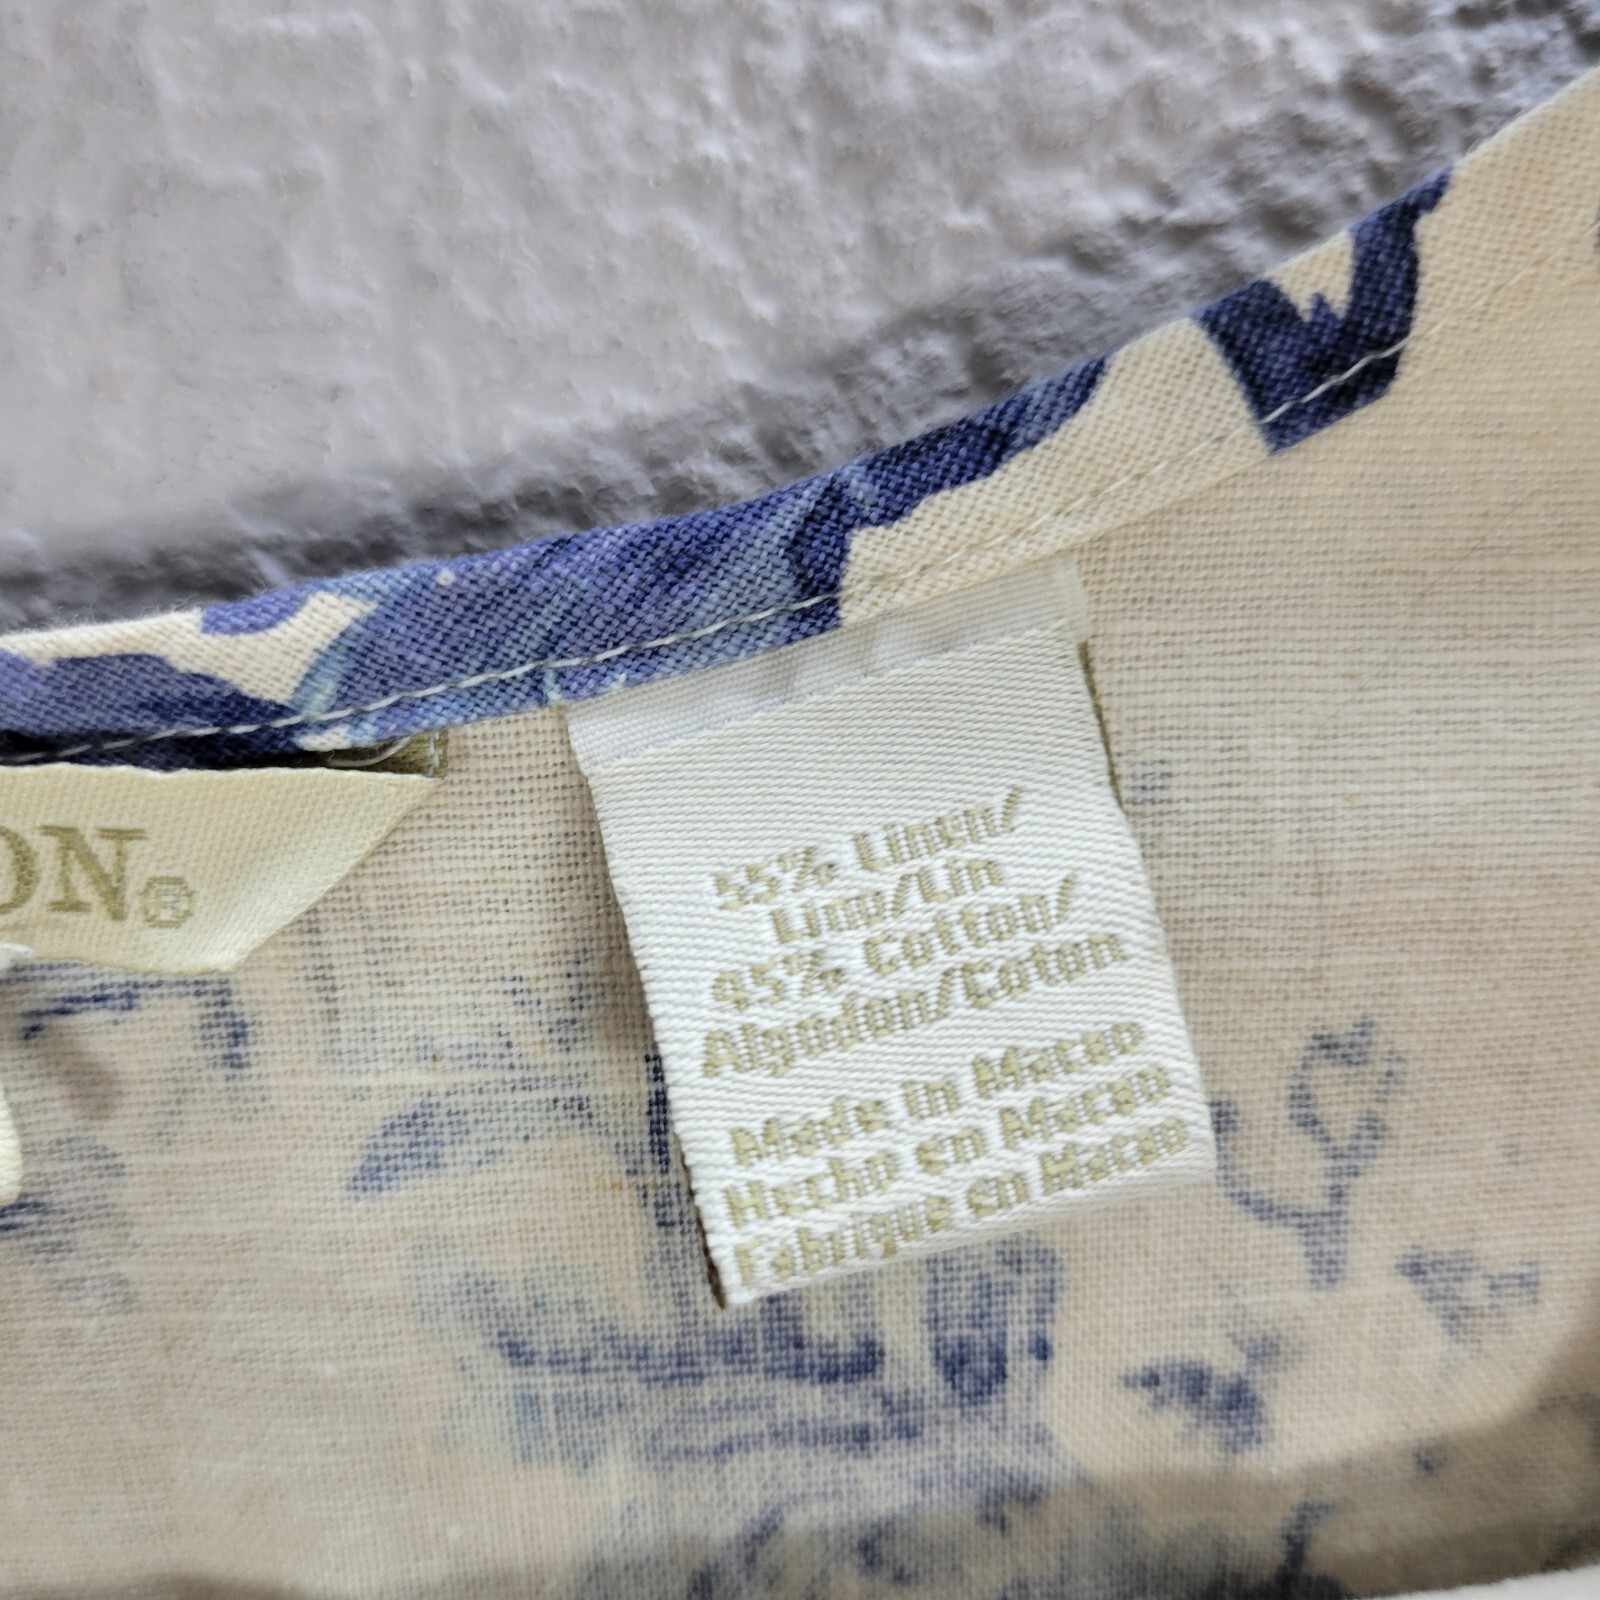 ON®
55% Linen/
Lino/Lin
45% Cotton/
Algodon/Coton
Made in Macao
Hecho en Macao
Fabrique en Macao